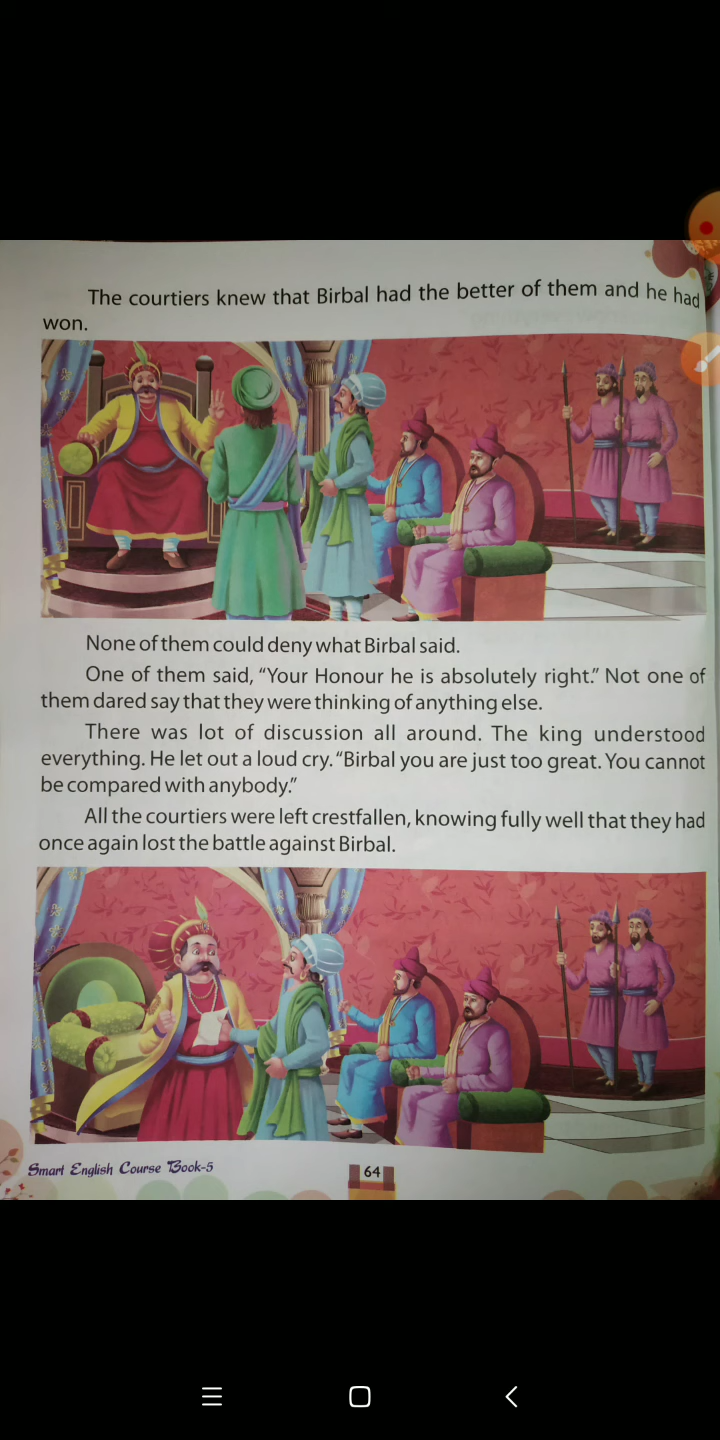 The courtiers knew that Birbal had the better of them and he had
won.
None of them could deny what Birbal said.
One of them said, “Your Honour he is absolutely right.” Not one of
them dared say that they were thinking of anything else.
There was lot of discussion all around. The king understood
everything. He let out a loud cry. “Birbal you are just too great. You cannot
be compared with anybody.”
All the courtiers were left crestfallen, knowing fully well that they had
once again lost the battle against Birbal.
Smart English Course Book-5
64